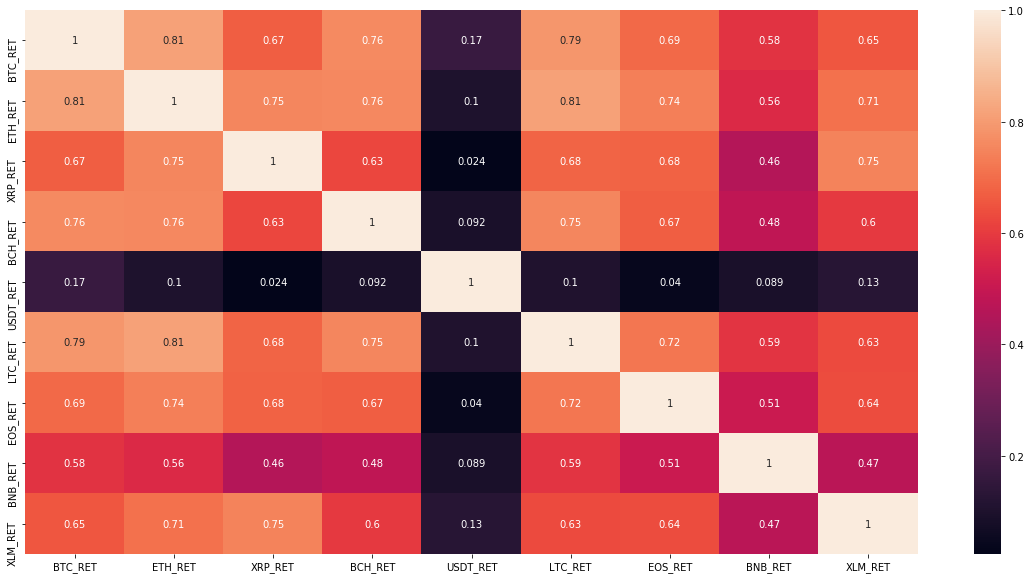 BTC_RET 1 0.81 0.67 0.76 0.17 0.79 0.69 0.58 0.65
ETH_RET 0.81 1 0.75 0.76 0.1 0.81 0.74 0.56 0.71
XRP_RET 0.67 0.75 1 0.63 0.024 0.68 0.68 0.46 0.75
BCH_RET 0.76 0.76 0.63 1 0.092 0.75 0.67 0.48 0.6
USDT_RET 0.17 0.1 0.024 0.092 1 0.1 0.04 0.089 0.13
LTC_RET 0.79 0.81 0.68 0.75 0.1 1 0.72 0.59 0.63
EOS_RET 0.69 0.74 0.68 0.67 0.04 0.72 1 0.51 0.64
BNB_RET 0.58 0.56 0.46 0.48 0.089 0.59 0.51 1 0.47
XLM_RET 0.65 0.71 0.75 0.6 0.13 0.63 0.64 0.47 1
BTC_RET ETH_RET XRP_RET BCH_RET USDT_RET LTC_RET EOS_RET BNB_RET XLM_RET
1.0
0.8
0.6
0.4
0.2